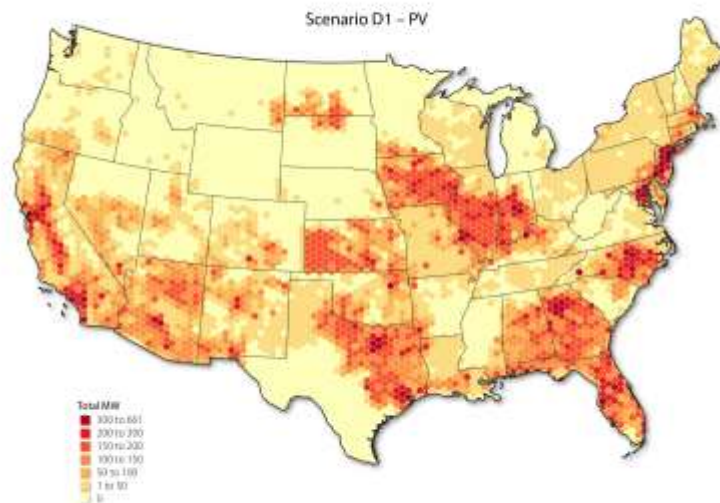 Scenario D1 – PV
Total MW
300 to 661
200 to 300
150 to 200
100 to 150
50 to 100
1 to 50
0